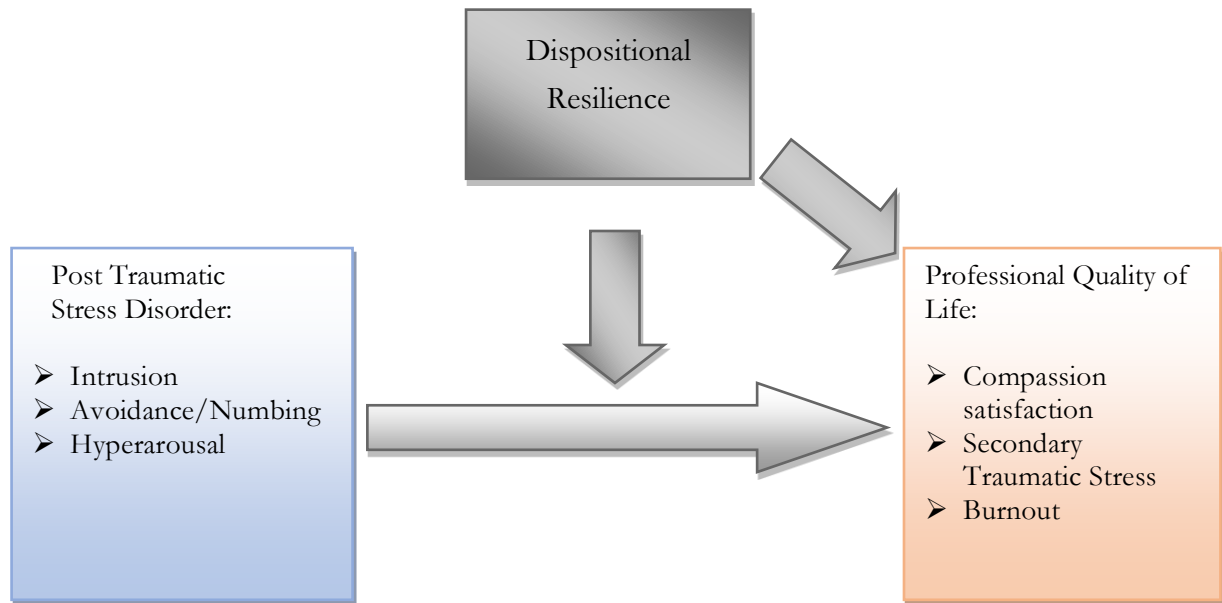 Dispositional
Resilience
Post Traumatic
Stress Disorder:
➢ Intrusion
➢ Avoidance/Numbing
➢ Hyperarousal
Professional Quality of
Life:
➢ Compassion
satisfaction
➢ Secondary
Traumatic Stress
➢ Burnout